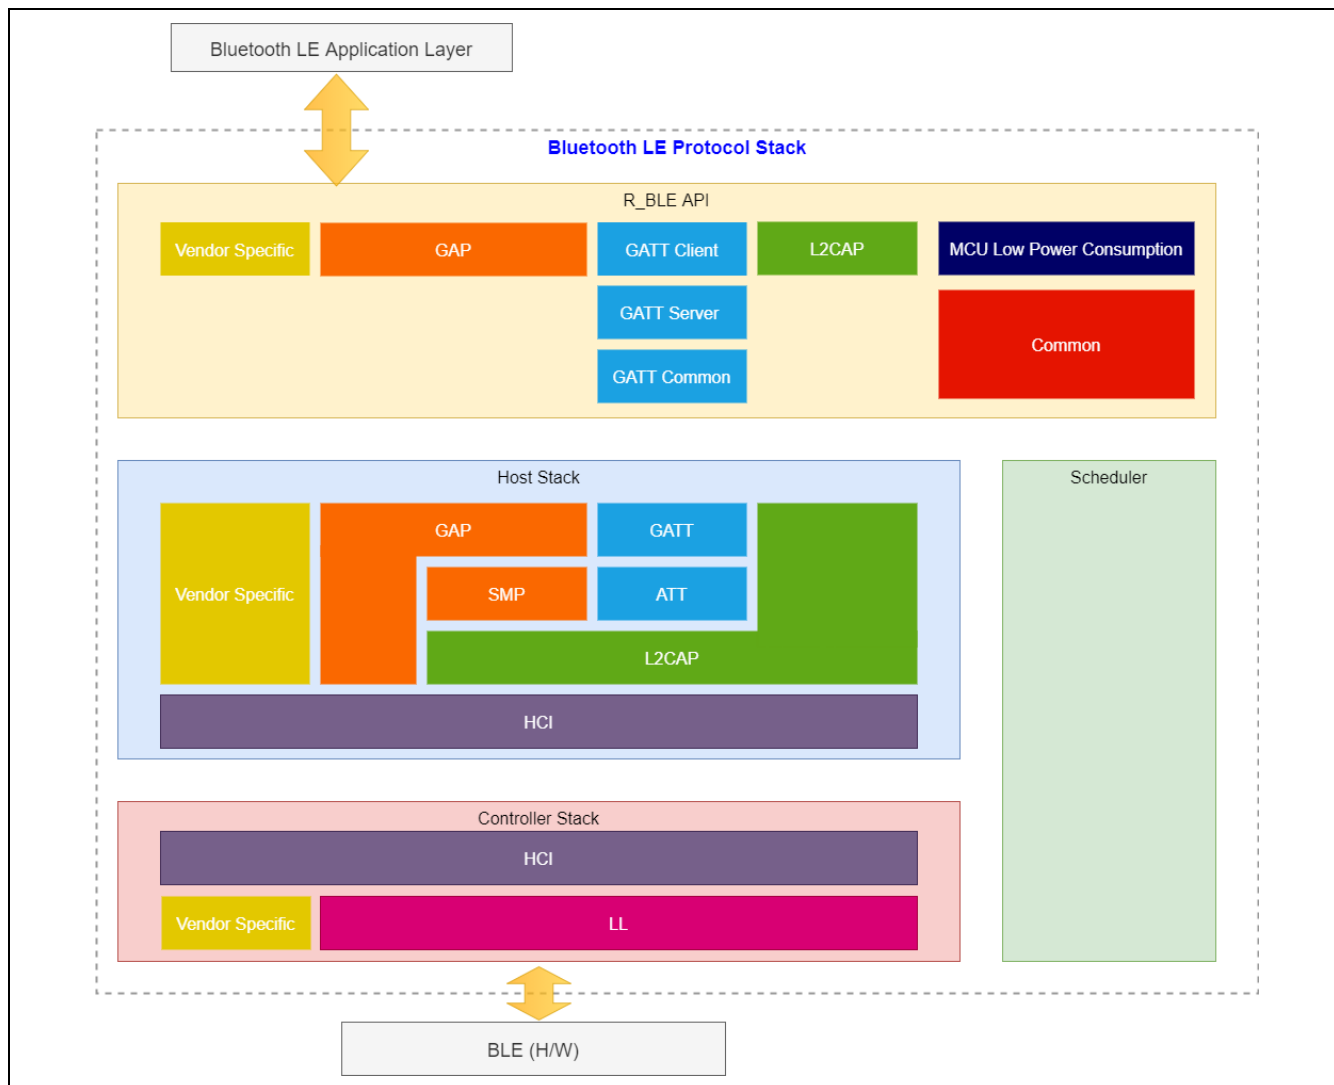 Bluetooth LE Application Layer
Bluetooth LE Protocol Stack
R_BLE API
Vendor Specific
GAP
GATT Client
L2CAP
MCU Low Power Consumption
GATT Server
Common
GATT Common
Host Stack
Scheduler
GAP
GATT
Vendor Specific
SMP
ATT
L2CAP
HCI
Controller Stack
HCI
Vendor Specific
LL
BLE (H/W)